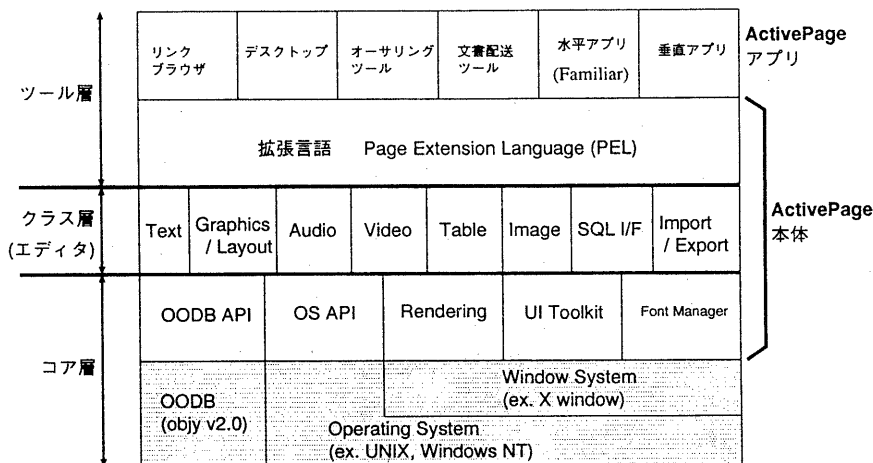 リンク
ブラウザ
デスクトップ
オーサリング
ツール
文書配送
ツール
水平アプリ
(Familiar)
垂直アプリ
ActivePage
アプリ
ツール層
拡張言語 Page Extension Language (PEL)
クラス層
(エディタ)
Text
Graphics
/ Layout
Audio
Video
Table
Image
SQL I/F
Import
/ Export
ActivePage
本体
OODB API
OS API
Rendering
UI Toolkit
Font Manager
コア層
OODB
(objy v2.0)
Window System
(ex. X window)
Operating System
(ex. UNIX, Windows NT)